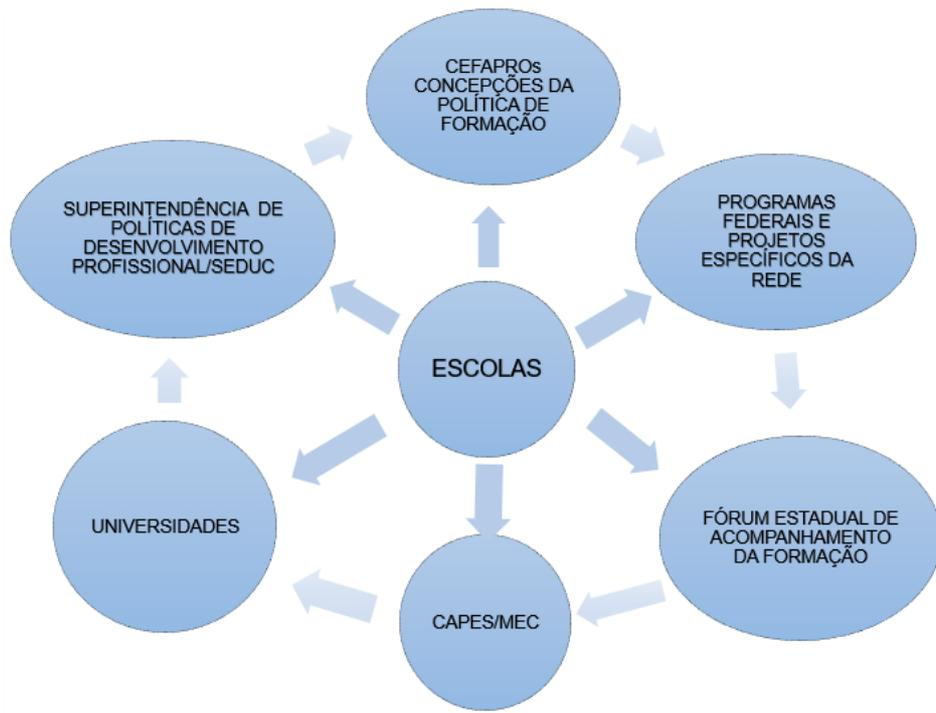 CEFAPROs
CONCEPÇÕES DA
POLÍTICA DE
FORMAÇÃO
SUPERINTENDÊNCIA DE
POLÍTICAS DE
DESENVOLVIMENTO
PROFISSIONAL/SEDUC
PROGRAMAS
FEDERAIS E
PROJETOS
ESPECÍFICOS DA
REDE
ESCOLAS
UNIVERSIDADES
FÓRUM ESTADUAL DE
ACOMPANHAMENTO
DA FORMAÇÃO
CAPES/MEC